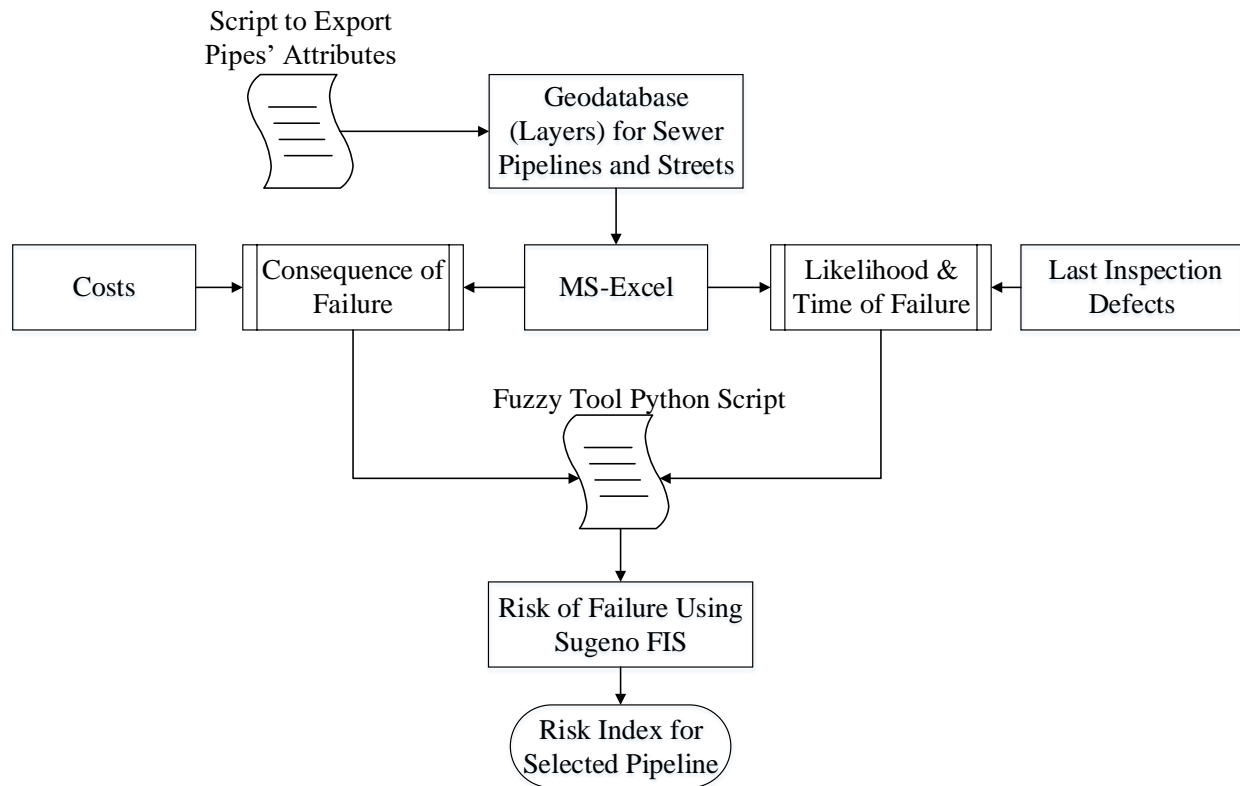 Script to Export
Pipes’ Attributes
Geodatabase
(Layers) for Sewer
Pipelines and Streets
Costs
Consequence of
Failure
MS-Excel
Likelihood &
Time of Failure
Last Inspection
Defects
Fuzzy Tool Python Script
Risk of Failure Using
Sugeno FIS
Risk Index for
Selected Pipeline